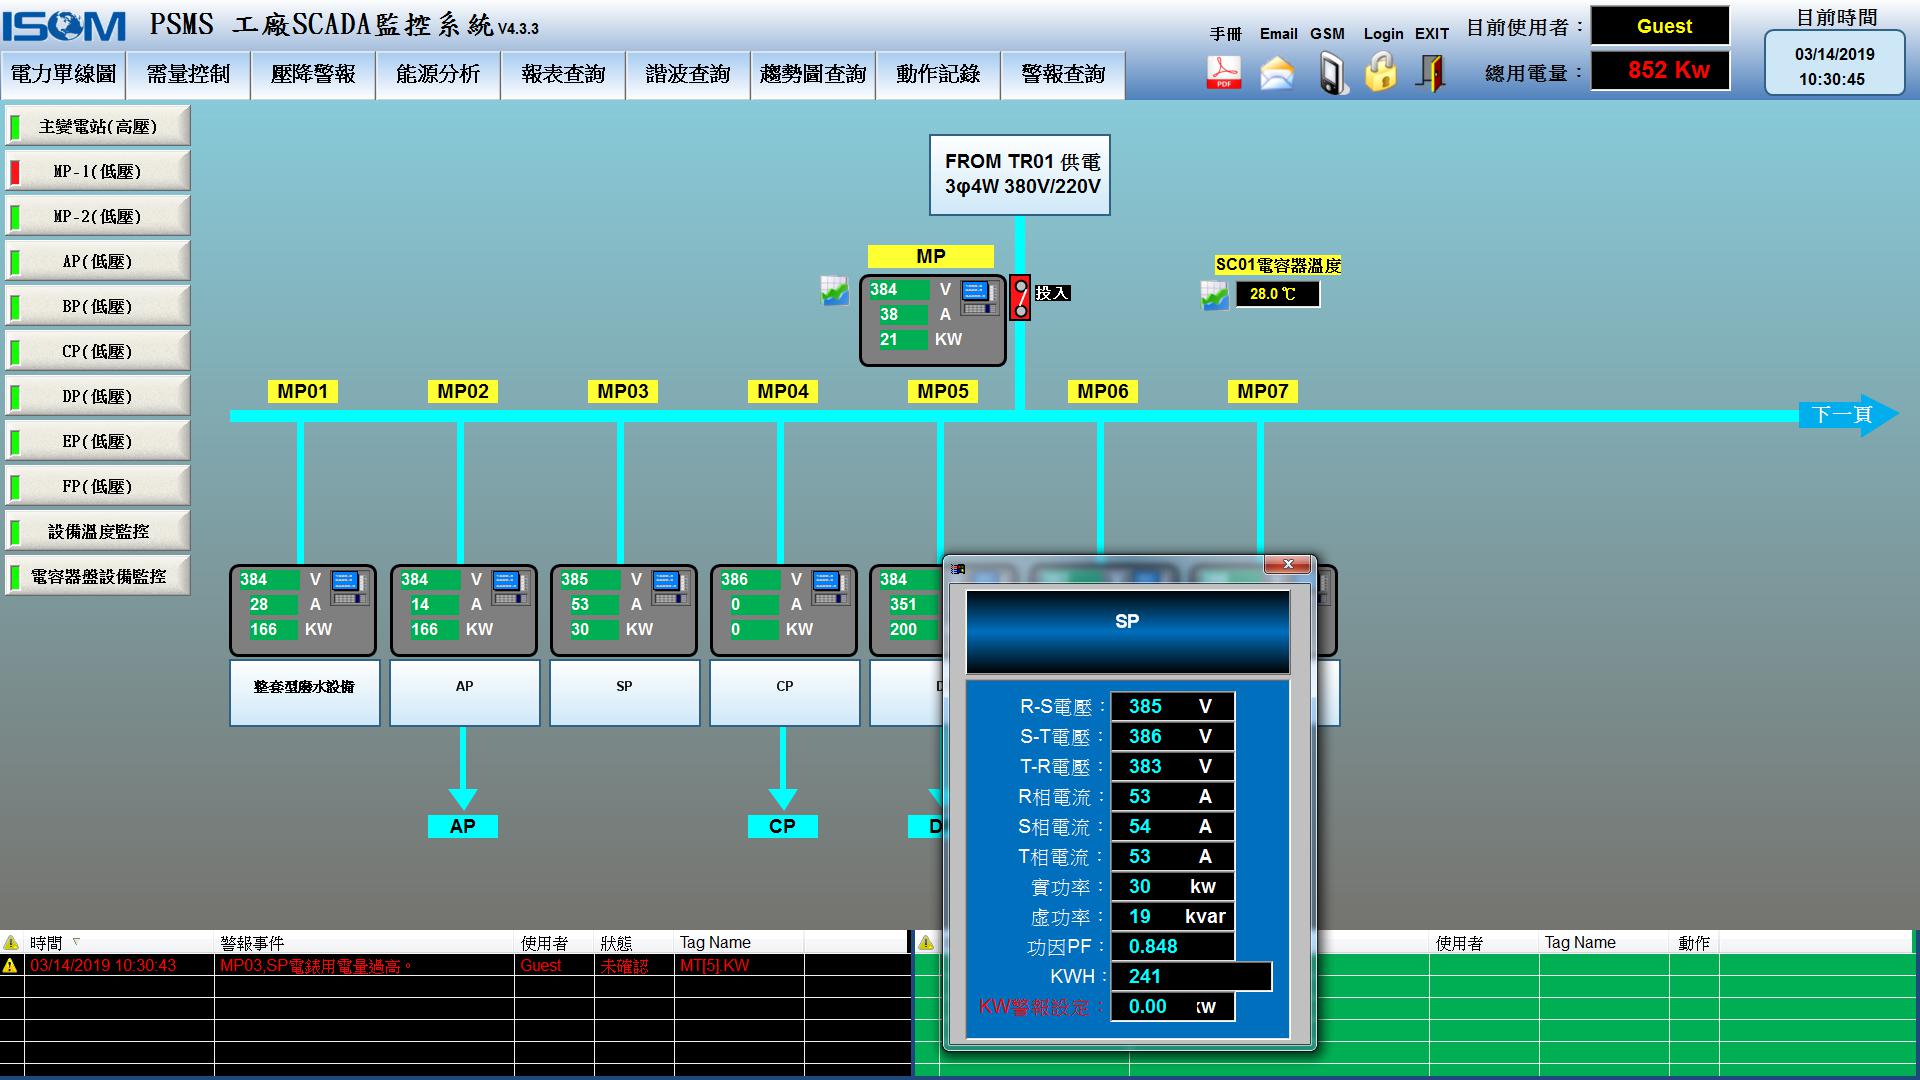 ISOM PSMS 工廠SCADA監控系統 V4.3.3
手冊 Email GSM Login EXIT
目前使用者： Guest
總用電量： 852 Kw
目前時間
03/14/2019
10:30:45
PDF
電力單線圖 需量控制 壓降警報 能源分析 報表查詢 諧波查詢 趨勢圖查詢 動作記錄 警報查詢
主變電站(高壓)
MP-1(低壓)
MP-2(低壓)
AP(低壓)
BP(低壓)
CP(低壓)
DP(低壓)
EP(低壓)
FP(低壓)
設備溫度監控
電容器盤設備監控
FROM TR01 供電
3φ4W 380V/220V
MP
384 V
38 A
21 KW
投入
SC01電容器溫度
28.0 ℃
MP01 MP02 MP03 MP04 MP05 MP06 MP07
下一頁
384 V
28 A
166 KW
整套型廢水設備
384 V
14 A
166 KW
AP
AP
385 V
53 A
30 KW
SP
386 V
0 A
0 KW
CP
CP
384
351
200
D
D
SP
R-S電壓： 385 V
S-T電壓： 386 V
T-R電壓： 383 V
R相電流： 53 A
S相電流： 54 A
T相電流： 53 A
實功率： 30 kw
虛功率： 19 kvar
功因PF： 0.848
KWH： 241
KW警報設定： 0.00 kw
時間 警報事件 使用者 狀態 Tag Name
03/14/2019 10:30:43 MP03,SP電錶用電量過高。 Guest 未確認 MT[5].KW
使用者 Tag Name 動作